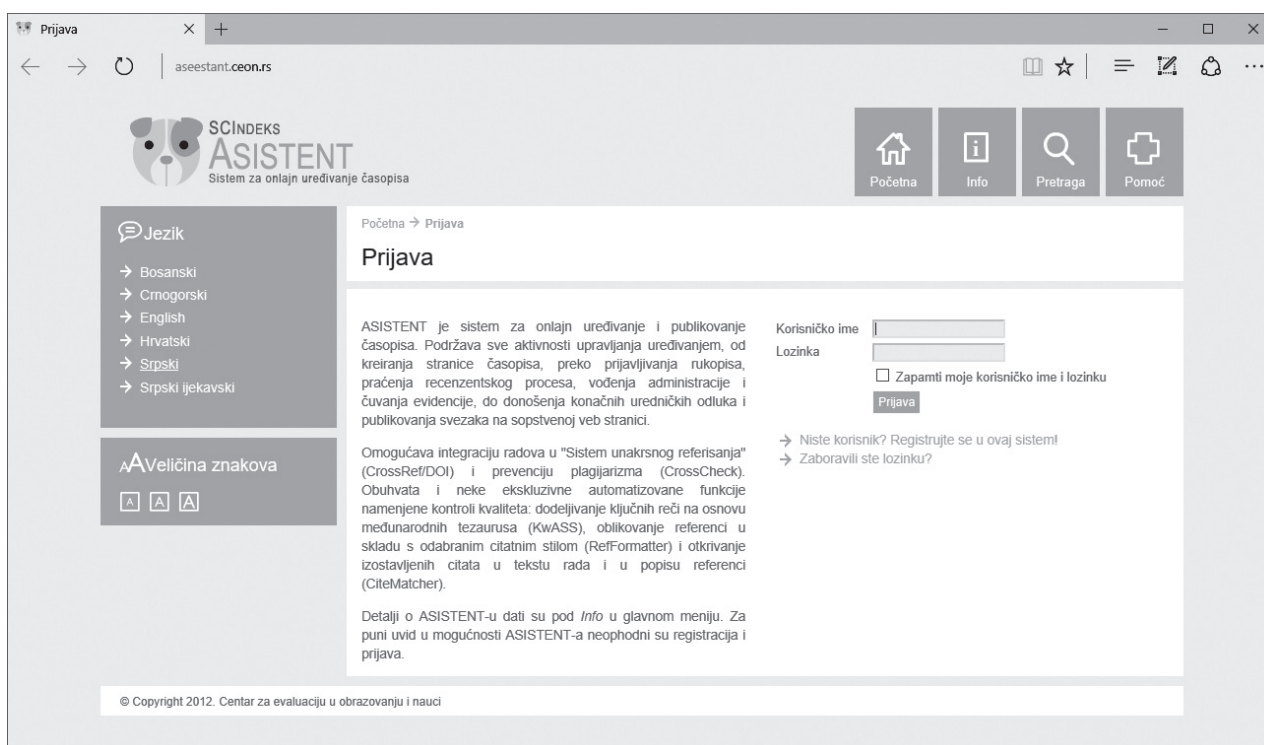 Prijava
aseestant.ceon.rs
SCINDEKS
ASISTENT
Sistem za onlajn uređivanje časopisa
Početna
Info
Pretraga
Pomoć
Jezik
Bosanski
Crnogorski
English
Hrvatski
Srpski
Srpski ijekavski
AAVeličina znakova
A A A
Početna → Prijava
Prijava
ASISTENT je sistem za onlajn uređivanje i publikovanje
časopisa. Podržava sve aktivnosti upravljanja uređivanjem, od
kreiranja stranice časopisa, preko prijavljivanja rukopisa,
praćenja recenzentskog procesa, vođenja administracije i
čuvanja evidencije, do donošenja konačnih uredničkih odluka i
publikovanja svezaka na sopstvenoj veb stranici.
Omogućava integraciju radova u "Sistem unakrsnog referisanja"
(CrossRef/DOI) i prevenciju plagijarizma (CrossCheck).
Obuhvata i neke ekskluzivne automatizovane funkcije
namenjene kontroli kvaliteta: dodeljivanje ključnih reči na osnovu
međunarodnih tezaurusa (KwASS), oblikovanje referenci u
skladu s odabranim citatnim stilom (RefFormatter) i otkrivanje
izostavljenih citata u tekstu rada i u popisu referenci
(CiteMatcher).
Detalji o ASISTENT-u dati su pod Info u glavnom meniju. Za
puni uvid u mogućnosti ASISTENT-a neophodni su registracija i
prijava.
Korisničko ime
Lozinka
Zapamti moje korisničko ime i lozinku
Prijava
Niste korisnik? Registrujte se u ovaj sistem!
Zaboravili ste lozinku?
© Copyright 2012. Centar za evaluaciju u obrazovanju i nauci